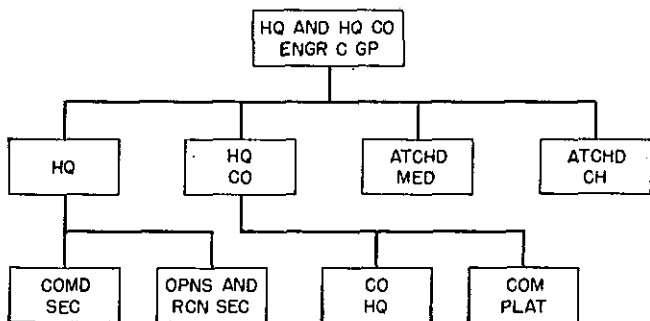 HQ AND HQ CO
ENGR C GP
HQ
HQ
CO
ATCHD
MED
ATCHD
CH
COMD
SEC
OPNS AND
RCN SEC
CO
HQ
COM
PLAT